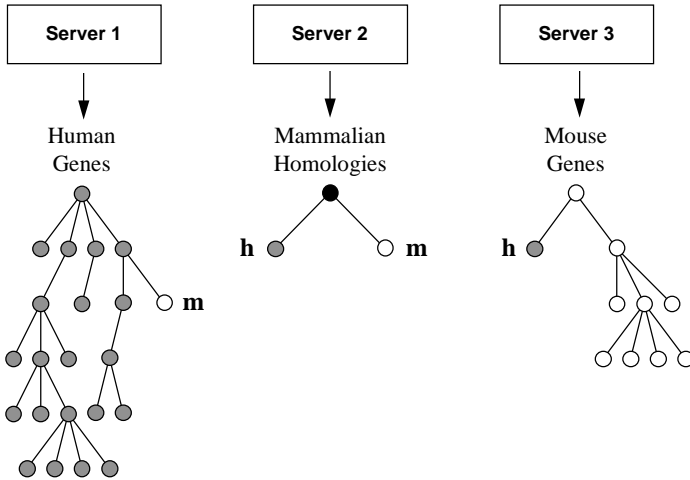 Server 1
Server 2
Server 3
Human
Genes
Mammalian
Homologies
Mouse
Genes
h
m
h
m